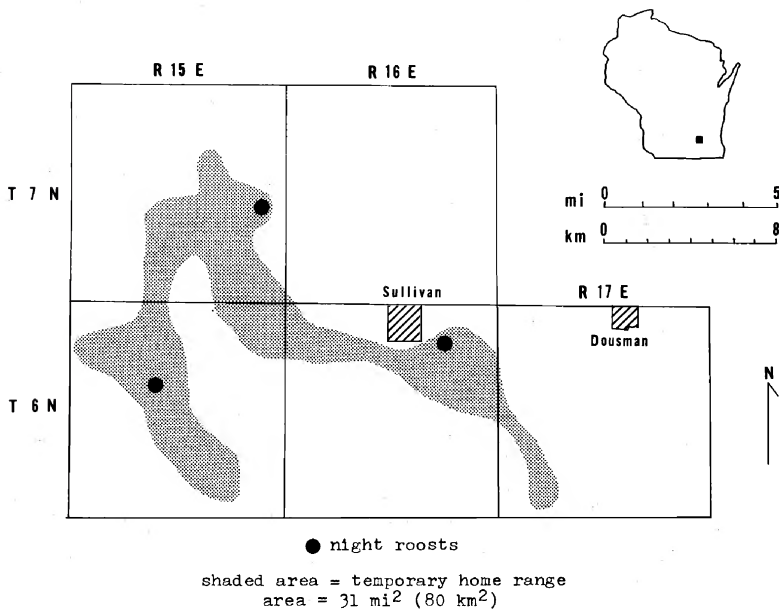 R 15 E
R 16 E
T 7 N
mi 0 5
km 0 8
Sullivan
R 17 E
Dousman
N
T 6 N
night roosts
shaded area = temporary home range
area = 31 mi² (80 km²)